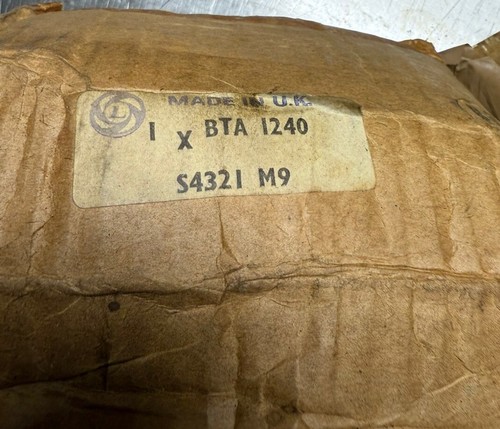 L
MADE IN U.K.
1 X BTA 1240
S4321 M9